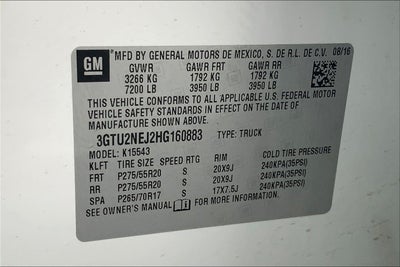 GM
MFD BY GENERAL MOTORS DE MEXICO, S. DE R.L. DE C.V. 08/16
GVWR GAWR FRT GAWR RR
3266 KG 1792 KG 1792 KG
7200 LB 3950 LB 3950 LB
THIS VEHICLE CONFORMS TO ALL APPLICABLE U.S. FEDERAL MOTOR
VEHICLE SAFETY STANDARDS IN EFFECT ON THE DATE OF
MANUFACTURE SHOWN ABOVE.
3GTU2NEJ2HG160883 TYPE: TRUCK
MODEL: K15543
KLFT TIRE SIZE SPEED RTG RIM COLD TIRE PRESSURE
FRT P275/55R20 S 20X9J 240KPA(35PSI)
RR P275/55R20 S 20X9J 240KPA(35PSI)
SPA P265/70R17 S 17X7.5J 240KPA(35PSI)
SEE OWNER'S MANUAL FOR MORE INFORMATION.